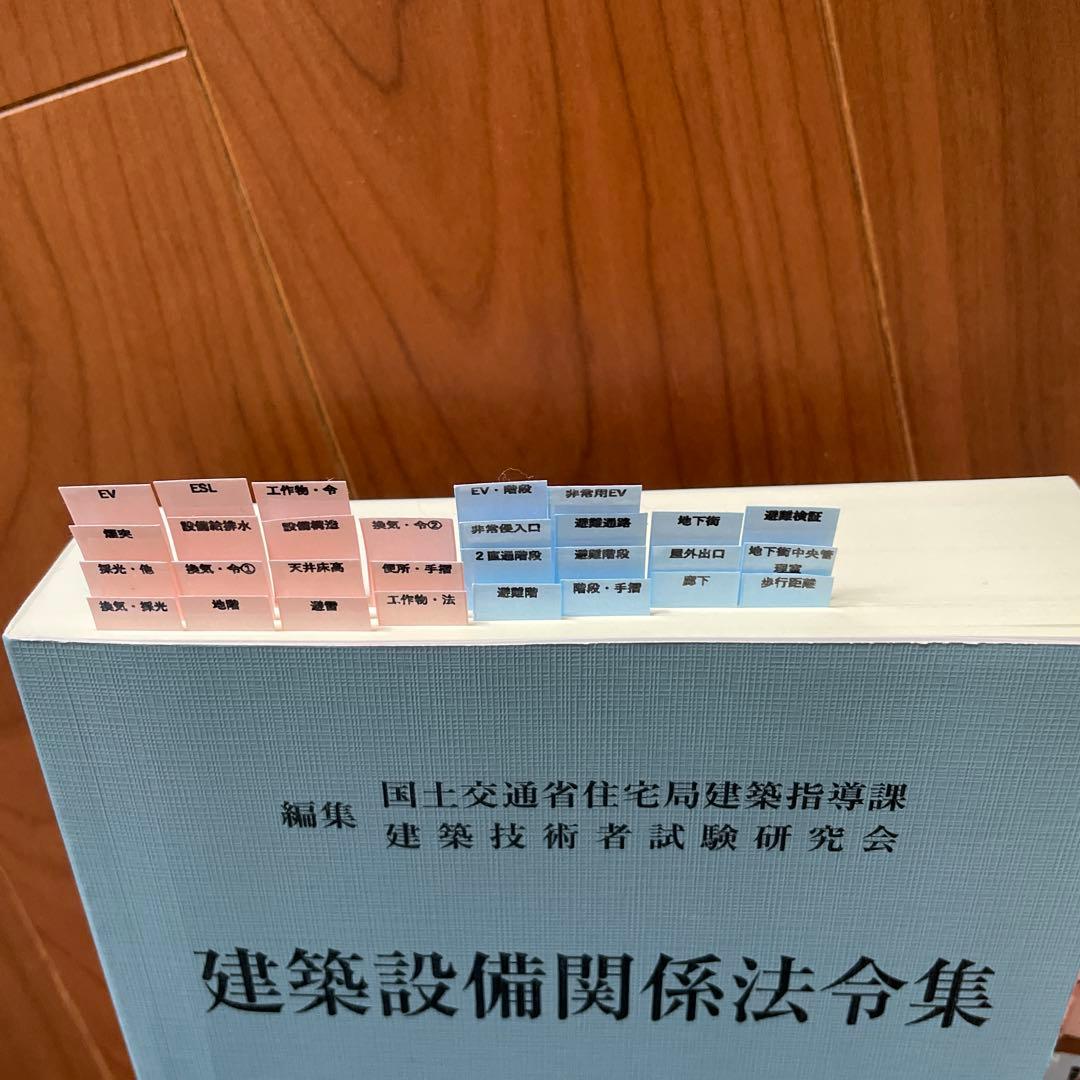 EV
ESL
工作物・令
EV・階段
非常用EV
煙突
設備給排水
設備構造
換気・令②
非常侵入口
避難通路
地下街
避難検証
採光・他
換気・令①
天井床高
便所・手摺
2直通階段
避難階段
屋外出口
地下街中央管
理室
換気・採光
地階
避雷
工作物・法
避難階
階段・手摺
廊下
歩行距離
編集
国土交通省住宅局建築指導課
建築技術者試験研究会
建築設備関係法令集